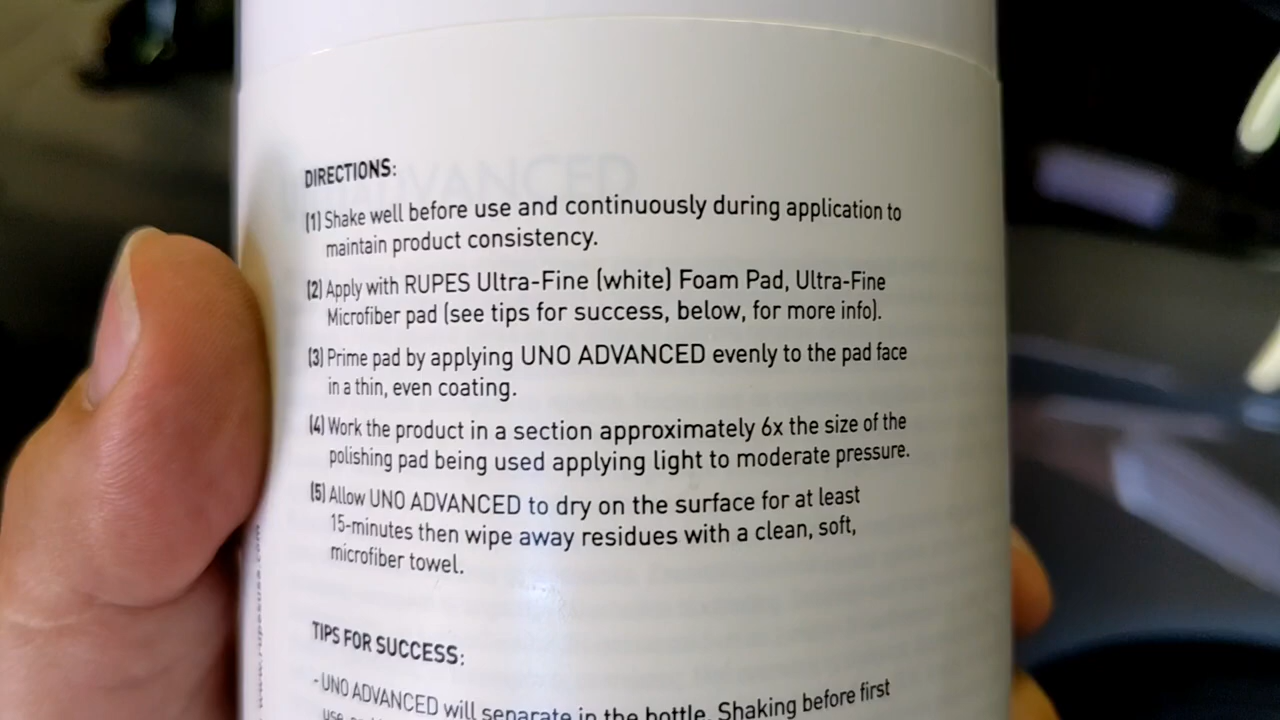 DIRECTIONS:
(1) Shake well before use and continuously during application to
maintain product consistency.
(2) Apply with RUPES Ultra-Fine (white) Foam Pad, Ultra-Fine
Microfiber pad (see tips for success, below, for more info).
(3) Prime pad by applying UNO ADVANCED evenly to the pad face
in a thin, even coating.
(4) Work the product in a section approximately 6x the size of the
polishing pad being used applying light to moderate pressure.
(5) Allow UNO ADVANCED to dry on the surface for at least
15-minutes then wipe away residues with a clean, soft,
microfiber towel.
TIPS FOR SUCCESS:
- UNO ADVANCED will separate in the bottle. Shaking before first
use
www.rupesusa.com
ADVANCED